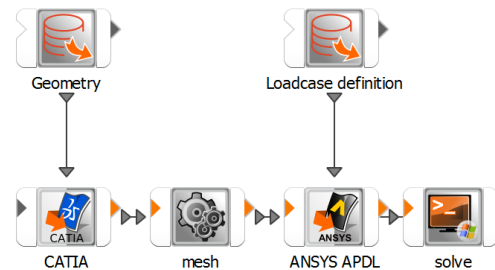 Geometry
Loadcase definition
CATIA
ANSYS
>_
CATIA
mesh
ANSYS APDL
solve